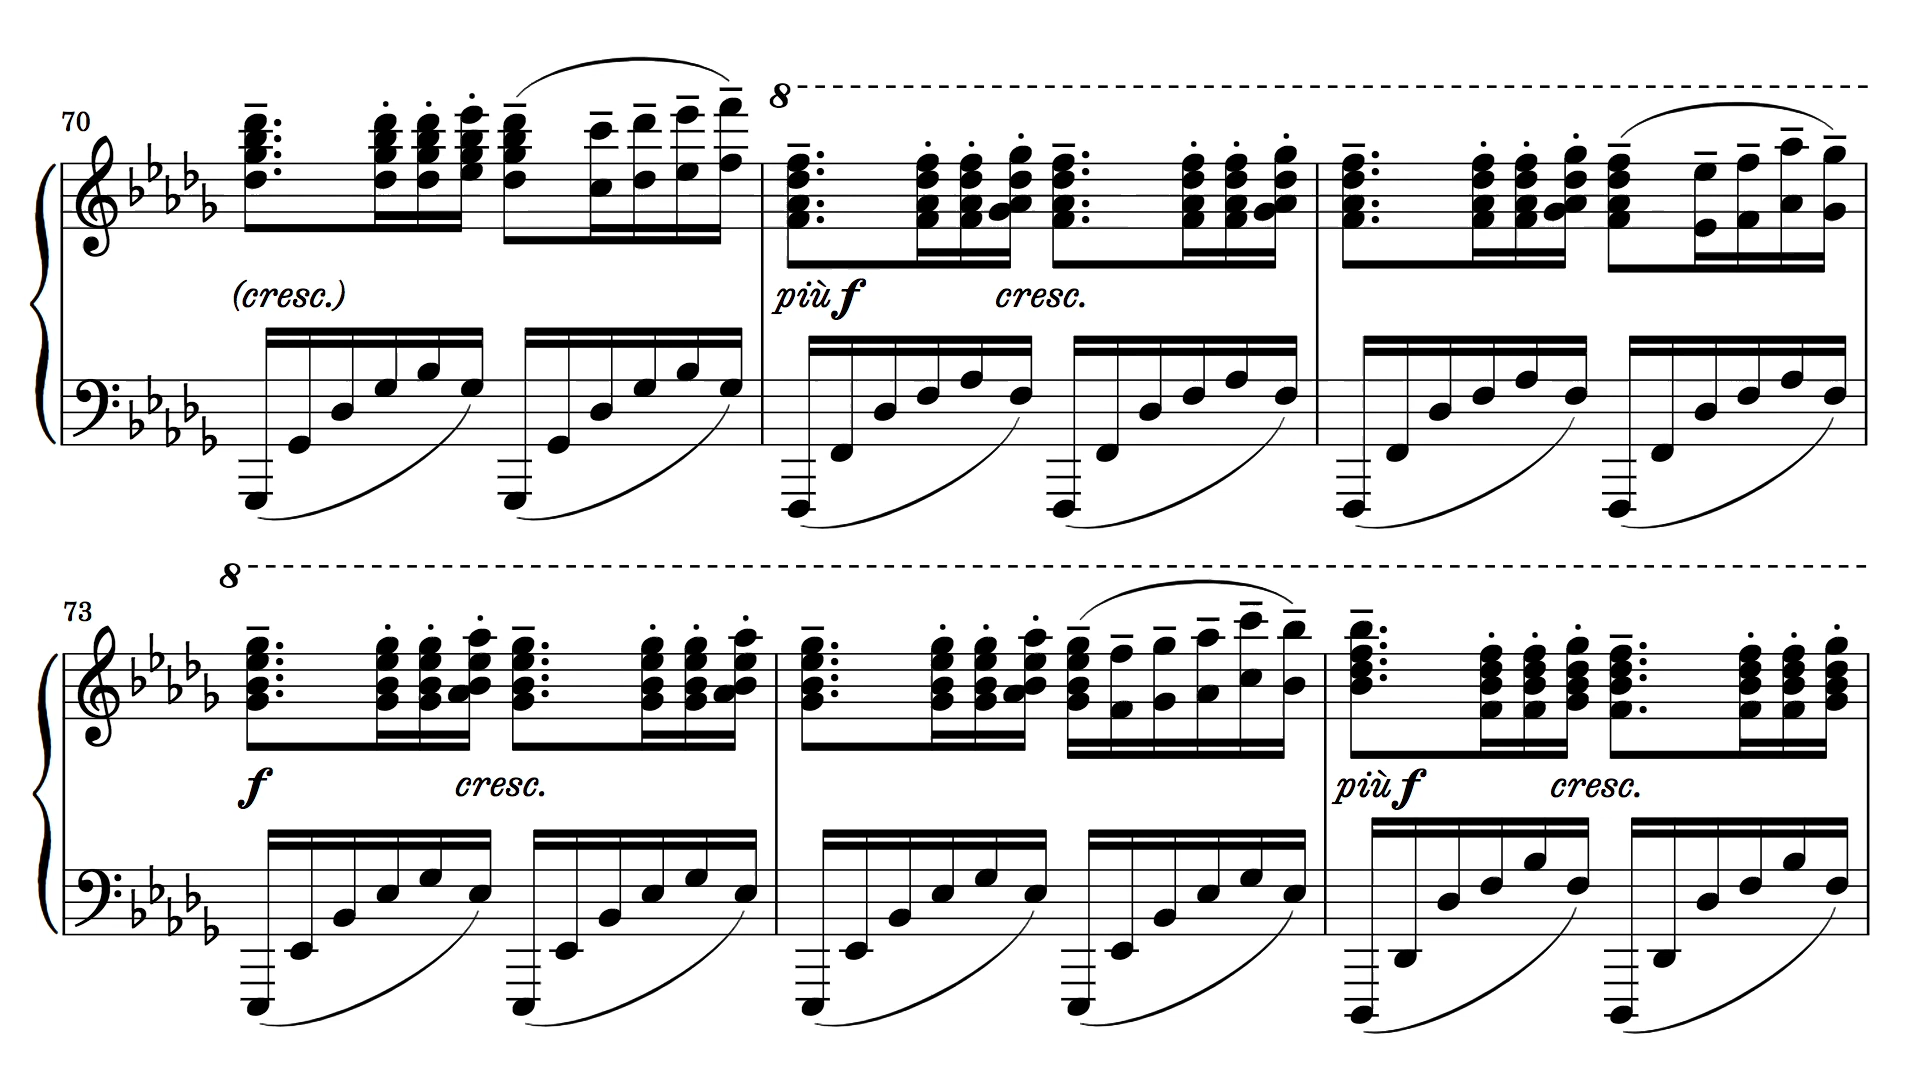 70
8
(cresc.)
più f
cresc.
8
73
f
cresc.
più f
cresc.